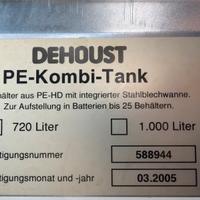 DEHOUST
PE-Kombi-Tank
hälter aus PE-HD mit integrierter Stahlblechwanne.
Zur Aufstellung in Batterien bis 25 Behältern.
720 Liter 1.000 Liter
tigungsnummer 588944
tigungsmonat und -jahr 03.2005